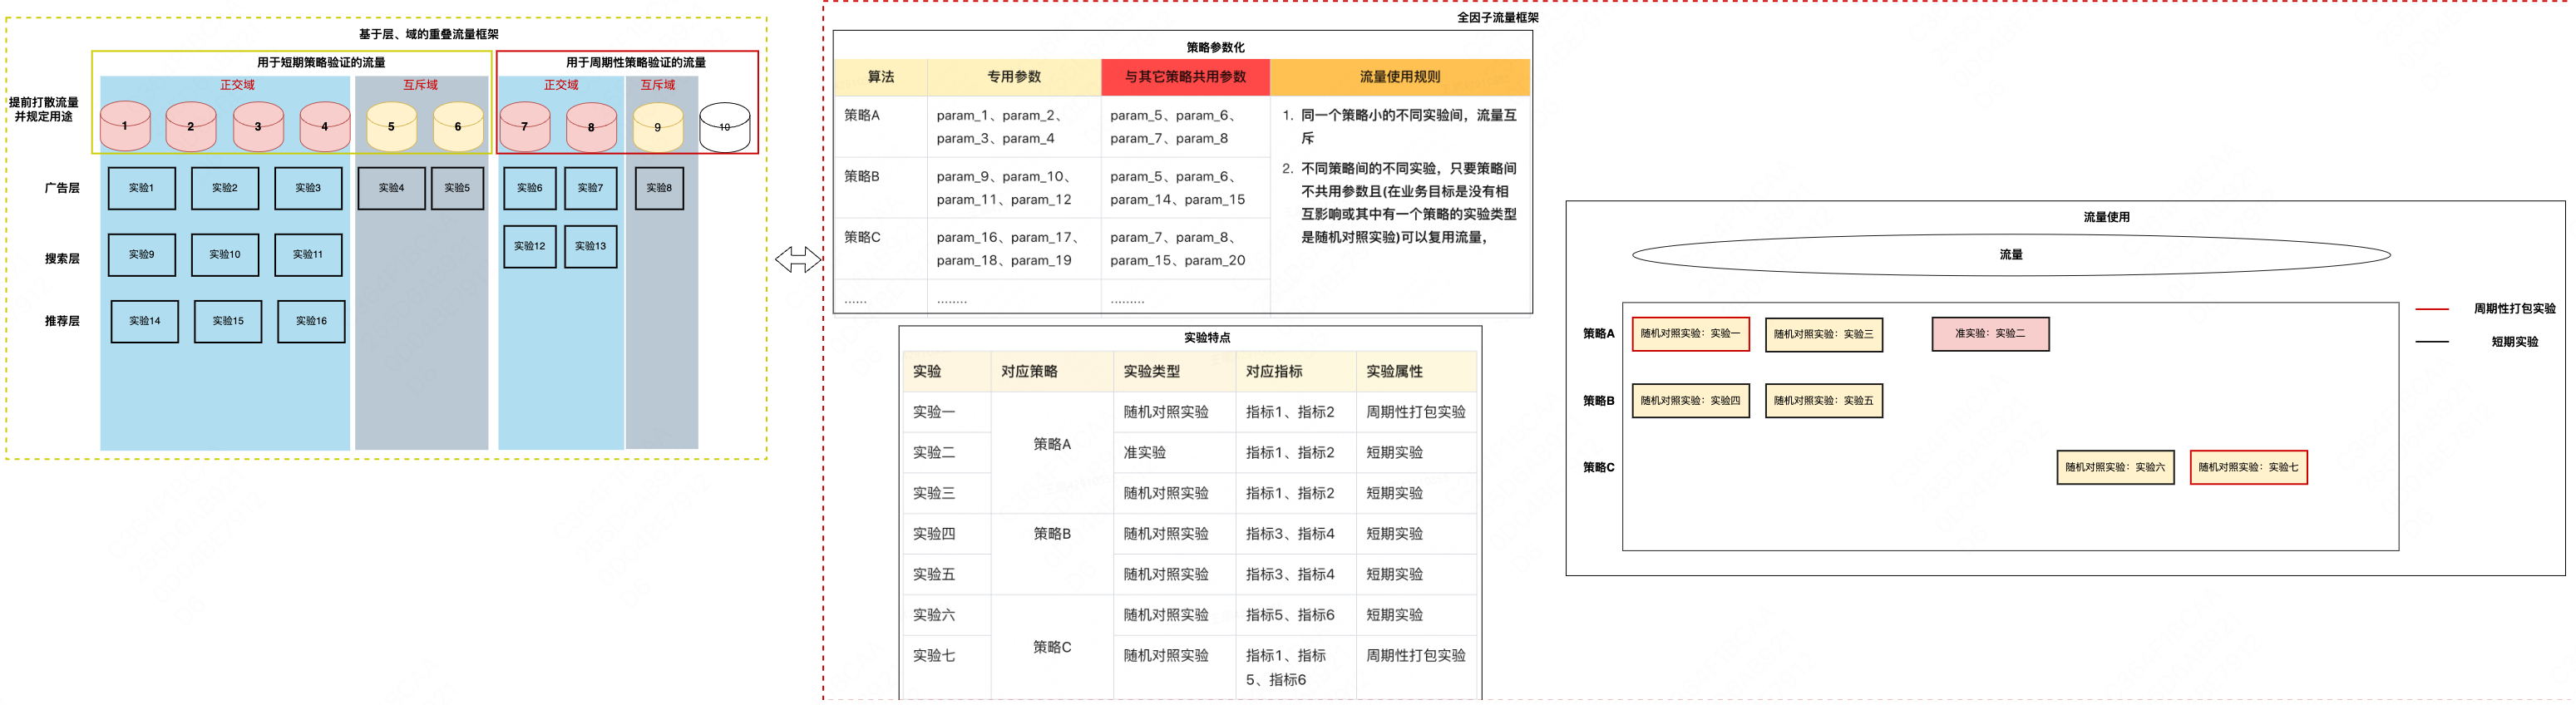 基于层、域的重叠流量框架
用于短期策略验证的流量
用于周期性策略验证的流量
正交域
互斥域
正交域
互斥域
提前打散流量
并规定用途
1
2
3
4
5
6
7
8
9
10
广告层
实验1
实验2
实验3
实验4
实验5
实验6
实验7
实验8
搜索层
实验9
实验10
实验11
实验12
实验13
推荐层
实验14
实验15
实验16
全因子流量框架
策略参数化
算法
专用参数
与其它策略共用参数
流量使用规则
策略A
param_1、param_2、
param_3、param_4
param_5、param_6、
param_7、param_8
策略B
param_9、param_10、
param_11、param_12
param_5、param_6、
param_14、param_15
策略C
param_16、param_17、
param_18、param_19
param_7、param_8、
param_15、param_20
......
........
.........
1. 同一个策略小的不同实验间，流量互
斥
2. 不同策略间的不同实验，只要策略间
不共用参数且(在业务目标是没有相
互影响或其中有一个策略的实验类型
是随机对照实验)可以复用流量，
实验特点
实验
对应策略
实验类型
对应指标
实验属性
实验一
策略A
随机对照实验
指标1、指标2
周期性打包实验
实验二
准实验
指标1、指标2
短期实验
实验三
随机对照实验
指标1、指标2
短期实验
实验四
策略B
随机对照实验
指标3、指标4
短期实验
实验五
随机对照实验
指标3、指标4
短期实验
实验六
策略C
随机对照实验
指标5、指标6
短期实验
实验七
随机对照实验
指标1、指标
5、指标6
周期性打包实验
流量使用
流量
策略A
随机对照实验：实验一
随机对照实验：实验三
准实验：实验二
策略B
随机对照实验：实验四
随机对照实验：实验五
策略C
随机对照实验：实验六
随机对照实验：实验七
周期性打包实验
短期实验